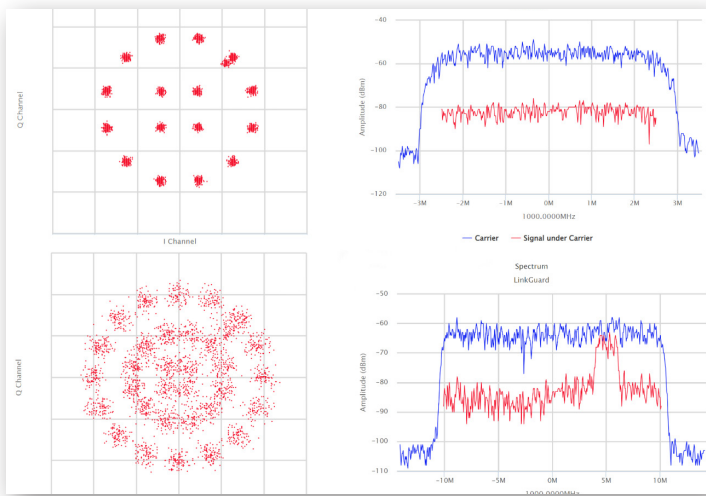 Q Channel
I Channel
Amplitude (dBm)
-40
-60
-80
-100
-120
-3M
-2M
-1M
0M
1M
2M
3M
1000.0000MHz
Carrier
Signal under Carrier
Q Channel
Spectrum
LinkGuard
Amplitude (dBm)
-50
-60
-70
-80
-90
-100
-110
-10M
-5M
0M
5M
10M
1000.0000MHz